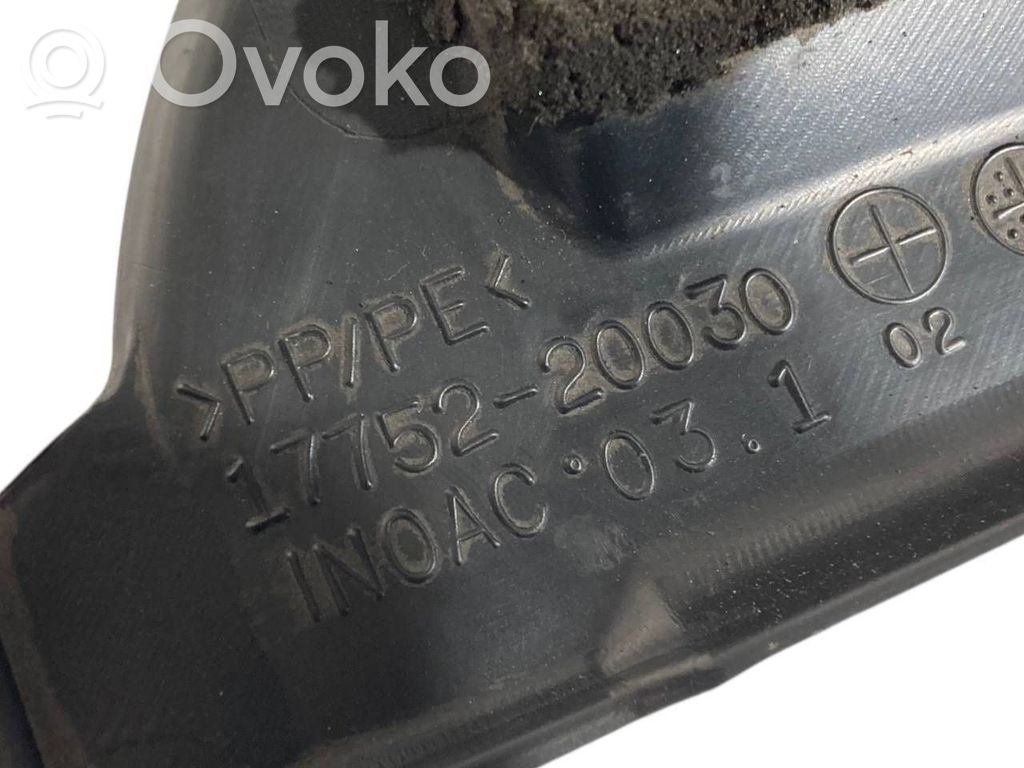 Ovoko
>PP/PE<
17752-20030
INOAC·03.1
02